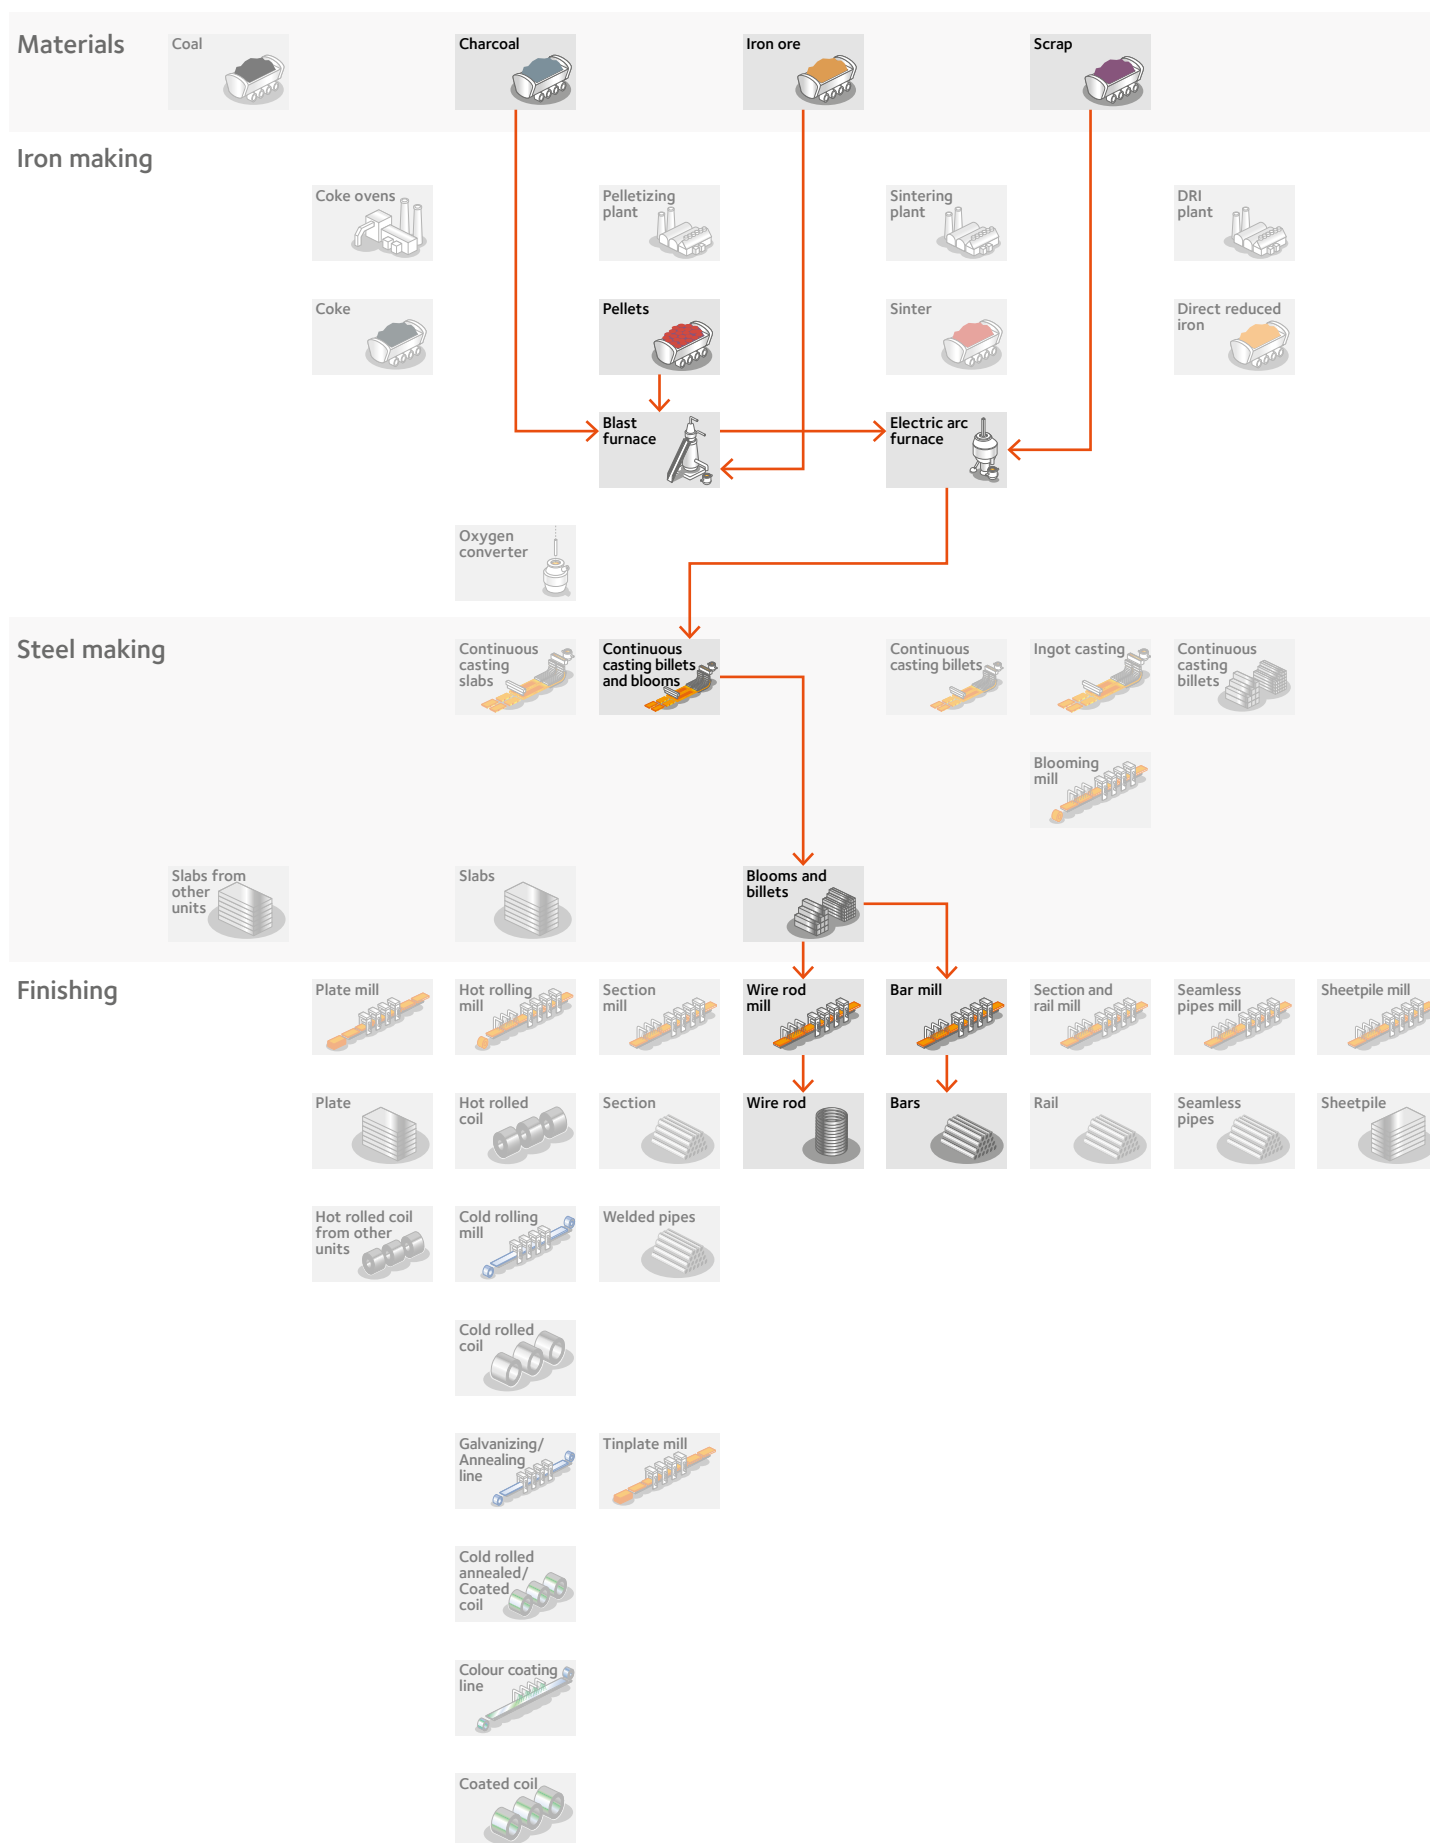 Materials
Coal
Charcoal
Iron ore
Scrap
Iron making
Coke ovens
Pelletizing
plant
Sintering
plant
DRI
plant
Coke
Pellets
Sinter
Direct reduced
iron
Blast
furnace
Electric arc
furnace
Oxygen
converter
Steel making
Continuous
casting
slabs
Continuous
casting billets
and blooms
Continuous
casting billets
Ingot casting
Continuous
casting
billets
Blooming
mill
Slabs from
other
units
Slabs
Blooms and
billets
Finishing
Plate mill
Hot rolling
mill
Section
mill
Wire rod
mill
Bar mill
Section and
rail mill
Seamless
pipes mill
Sheetpile mill
Plate
Hot rolled
coil
Section
Wire rod
Bars
Rail
Seamless
pipes
Sheetpile
Hot rolled coil
from other
units
Cold rolling
mill
Welded pipes
Cold rolled
coil
Galvanizing/
Annealing
line
Tinplate mill
Cold rolled
annealed/
Coated
coil
Colour coating
line
Coated coil